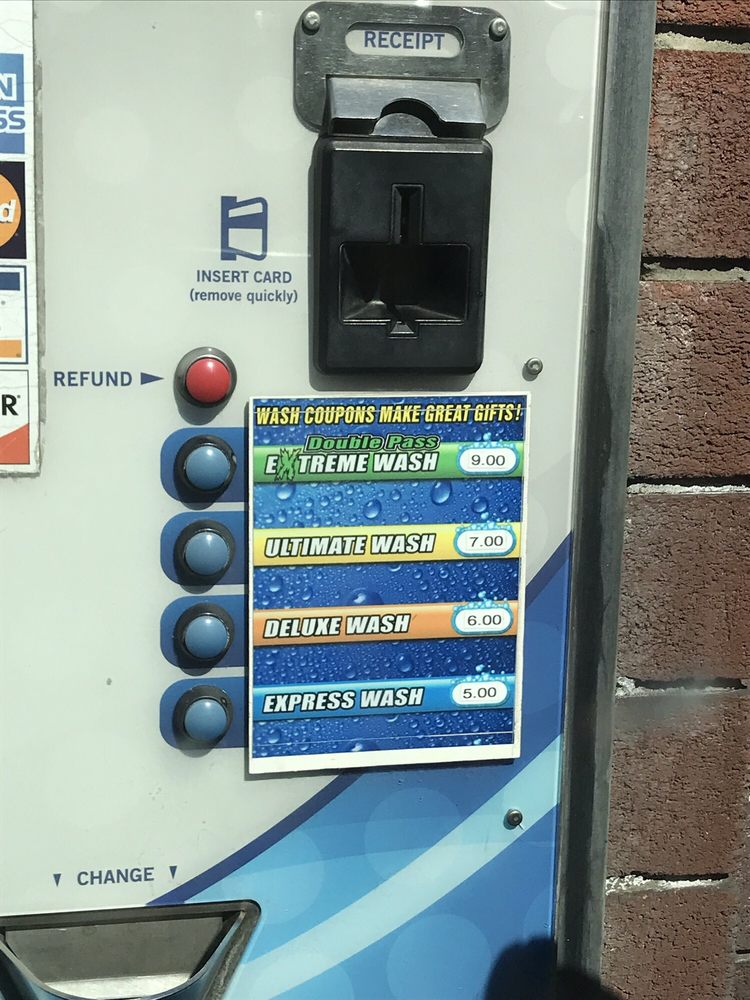 RECEIPT
N
SS
d
INSERT CARD
(remove quickly)
REFUND
R
WASH COUPONS MAKE GREAT GIFTS!
Double Pass
EXTREME WASH 9.00
ULTIMATE WASH 7.00
DELUXE WASH 6.00
EXPRESS WASH 5.00
CHANGE